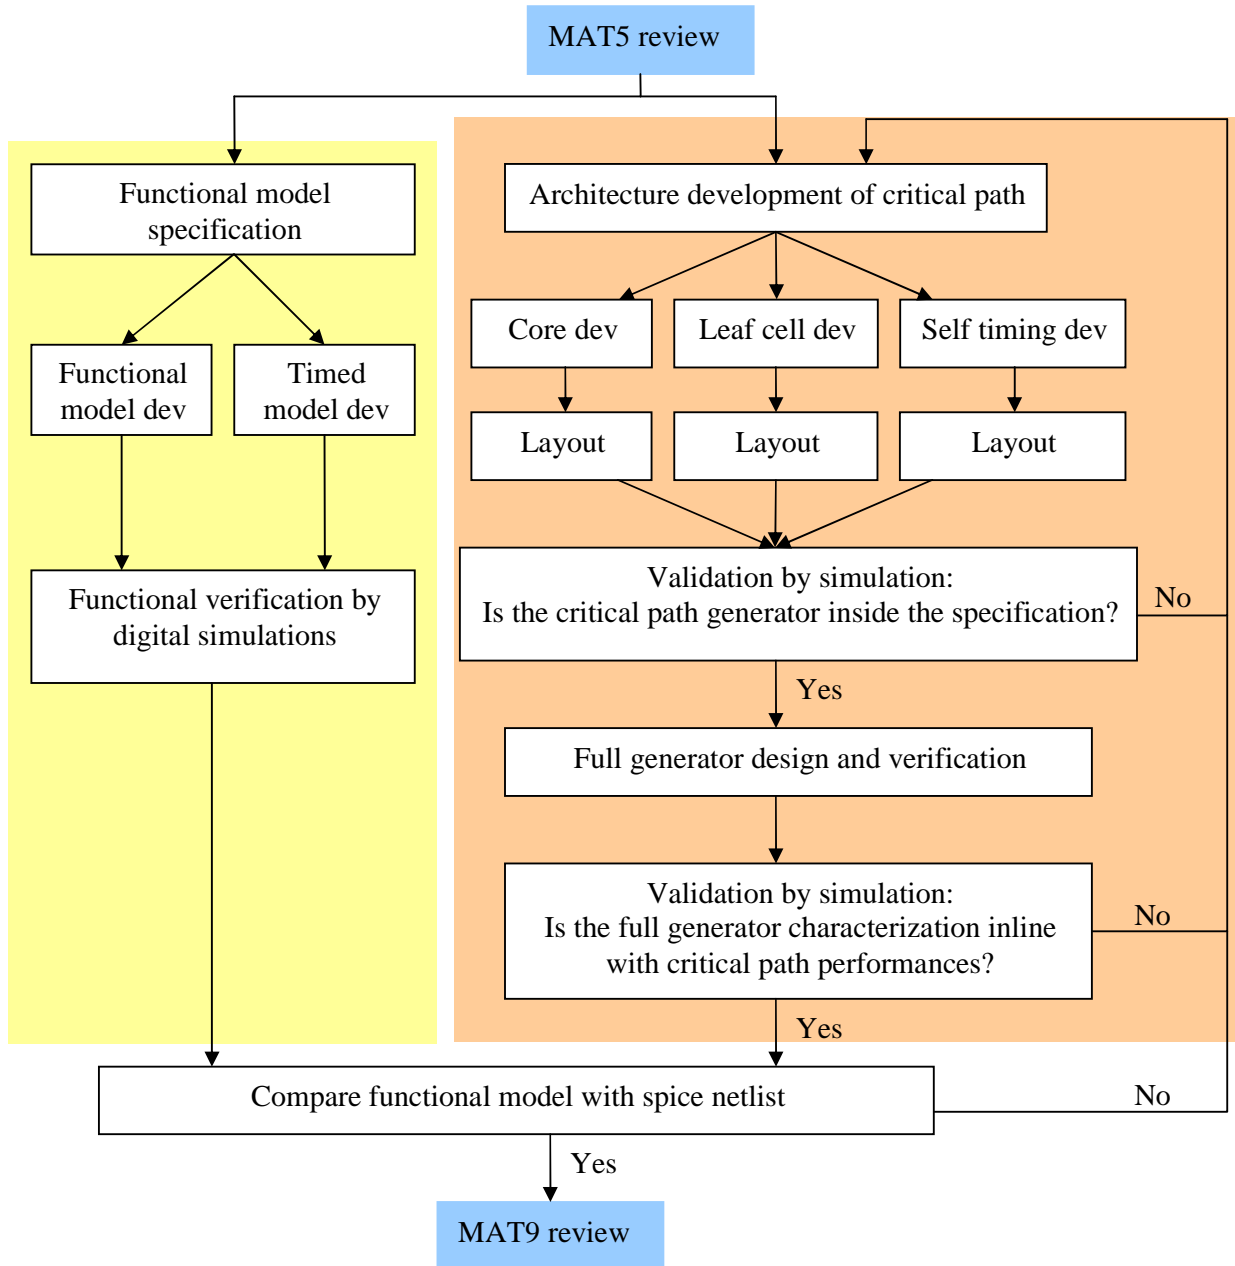 MAT5 review
Functional model
specification
Architecture development of critical path
Core dev
Leaf cell dev
Self timing dev
Functional
model dev
Timed
model dev
Layout
Layout
Layout
Validation by simulation:
Is the critical path generator inside the specification?
No
Functional verification by
digital simulations
Yes
Full generator design and verification
Validation by simulation:
Is the full generator characterization inline
with critical path performances?
No
Yes
Compare functional model with spice netlist
No
Yes
MAT9 review